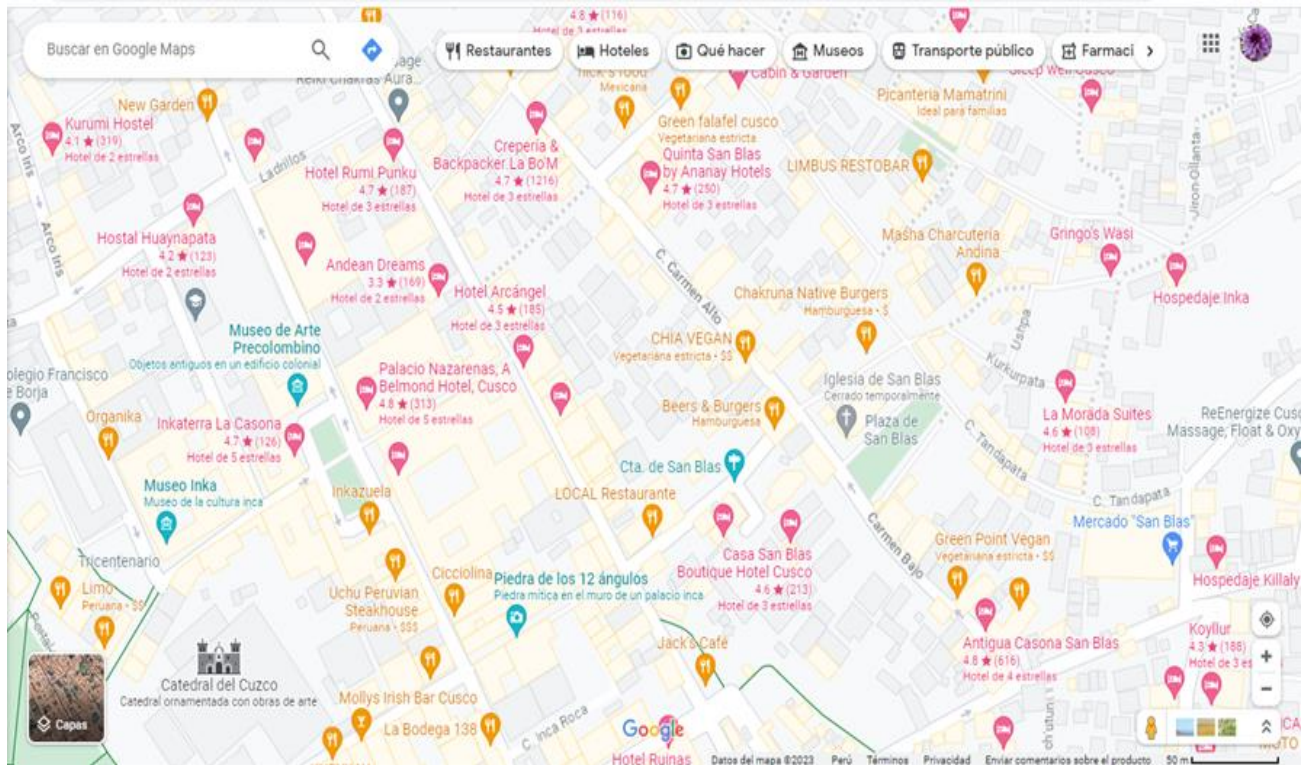 4.8 ★ (116)
Hotel de 3 estrellas
Buscar en Google Maps
Restaurantes
Hoteles
Qué hacer
Museos
Transporte público
Farmaci
Reiki Chakras Aura...
Mexicana
Cabin & Garden
Picanteria Mamatrini
Ideal para familias
New Garden
Kurumi Hostel
4.1 ★ (319)
Hotel de 2 estrellas
Arco Iris
Ladrillos
Hotel Rumi Punku
4.7 ★ (187)
Hotel de 3 estrellas
Creperia &
Backpacker La Bo'M
4.7 ★ (1216)
Hotel de 3 estrellas
Green falafel cusco
Vegetariana estricta
Quinta San Blas
by Ananay Hotels
4.7 ★ (250)
Hotel de 3 estrellas
LIMBUS RESTOBAR
Jiron Ollanta
Arco Iris
Hostal Huaynapata
4.2 ★ (123)
Hotel de 2 estrellas
Andean Dreams
3.3 ★ (169)
Hotel de 2 estrellas
Hotel Arcángel
4.5 ★ (185)
Hotel de 3 estrellas
C. Carmen Alto
Masha Charcuteria
Andina
Gringo's Wasi
Hospedaje Inka
Chakruna Native Burgers
Hamburguesa · $
CHIA VEGAN
Vegetariana estricta · $$
Ushpa
Kurkurpata
Museo de Arte
Precolombino
Objetos antiguos en un edificio colonial
olegio Francisco
e Borja
Organika
Palacio Nazarenas, A
Belmond Hotel, Cusco
4.8 ★ (313)
Hotel de 5 estrellas
Inkaterra La Casona
4.7 ★ (126)
Hotel de 5 estrellas
Beers & Burgers
Hamburguesa
Iglesia de San Blas
Cerrado temporalmente
Plaza de
San Blas
La Morada Suites
4.6 ★ (108)
Hotel de 3 estrellas
ReEnergize Cusc
Massage, Float & Oxy
C. Tandapata
C. Tandapata
Museo Inka
Museo de la cultura inca
Inkazuela
Cta. de San Blas
LOCAL Restaurante
Mercado "San Blas"
Carmen Bajo
Green Point Vegan
Vegetariana estricta · $$
Tricentenario
Limo
Peruana · $$
Uchu Peruvian
Steakhouse
Peruana · $$$
Cicciolina
Piedra de los 12 ángulos
Piedra mítica en el muro de un palacio inca
Casa San Blas
Boutique Hotel Cusco
4.6 ★ (213)
Hotel de 3 estrellas
Hospedaje Killay
Jack's Café
Antigua Casona San Blas
4.8 ★ (616)
Hotel de 4 estrellas
Koyllur
4.3 ★ (188)
Hotel de 3 es
Catedral del Cuzco
Catedral ornamentada con obras de arte
Mollys Irish Bar Cusco
La Bodega 138
C. Inca Roca
Capas
Google
Hotel Ruinas
Datos del mapa ©2023
Perú
Términos
Privacidad
Enviar comentarios sobre el producto
50 m